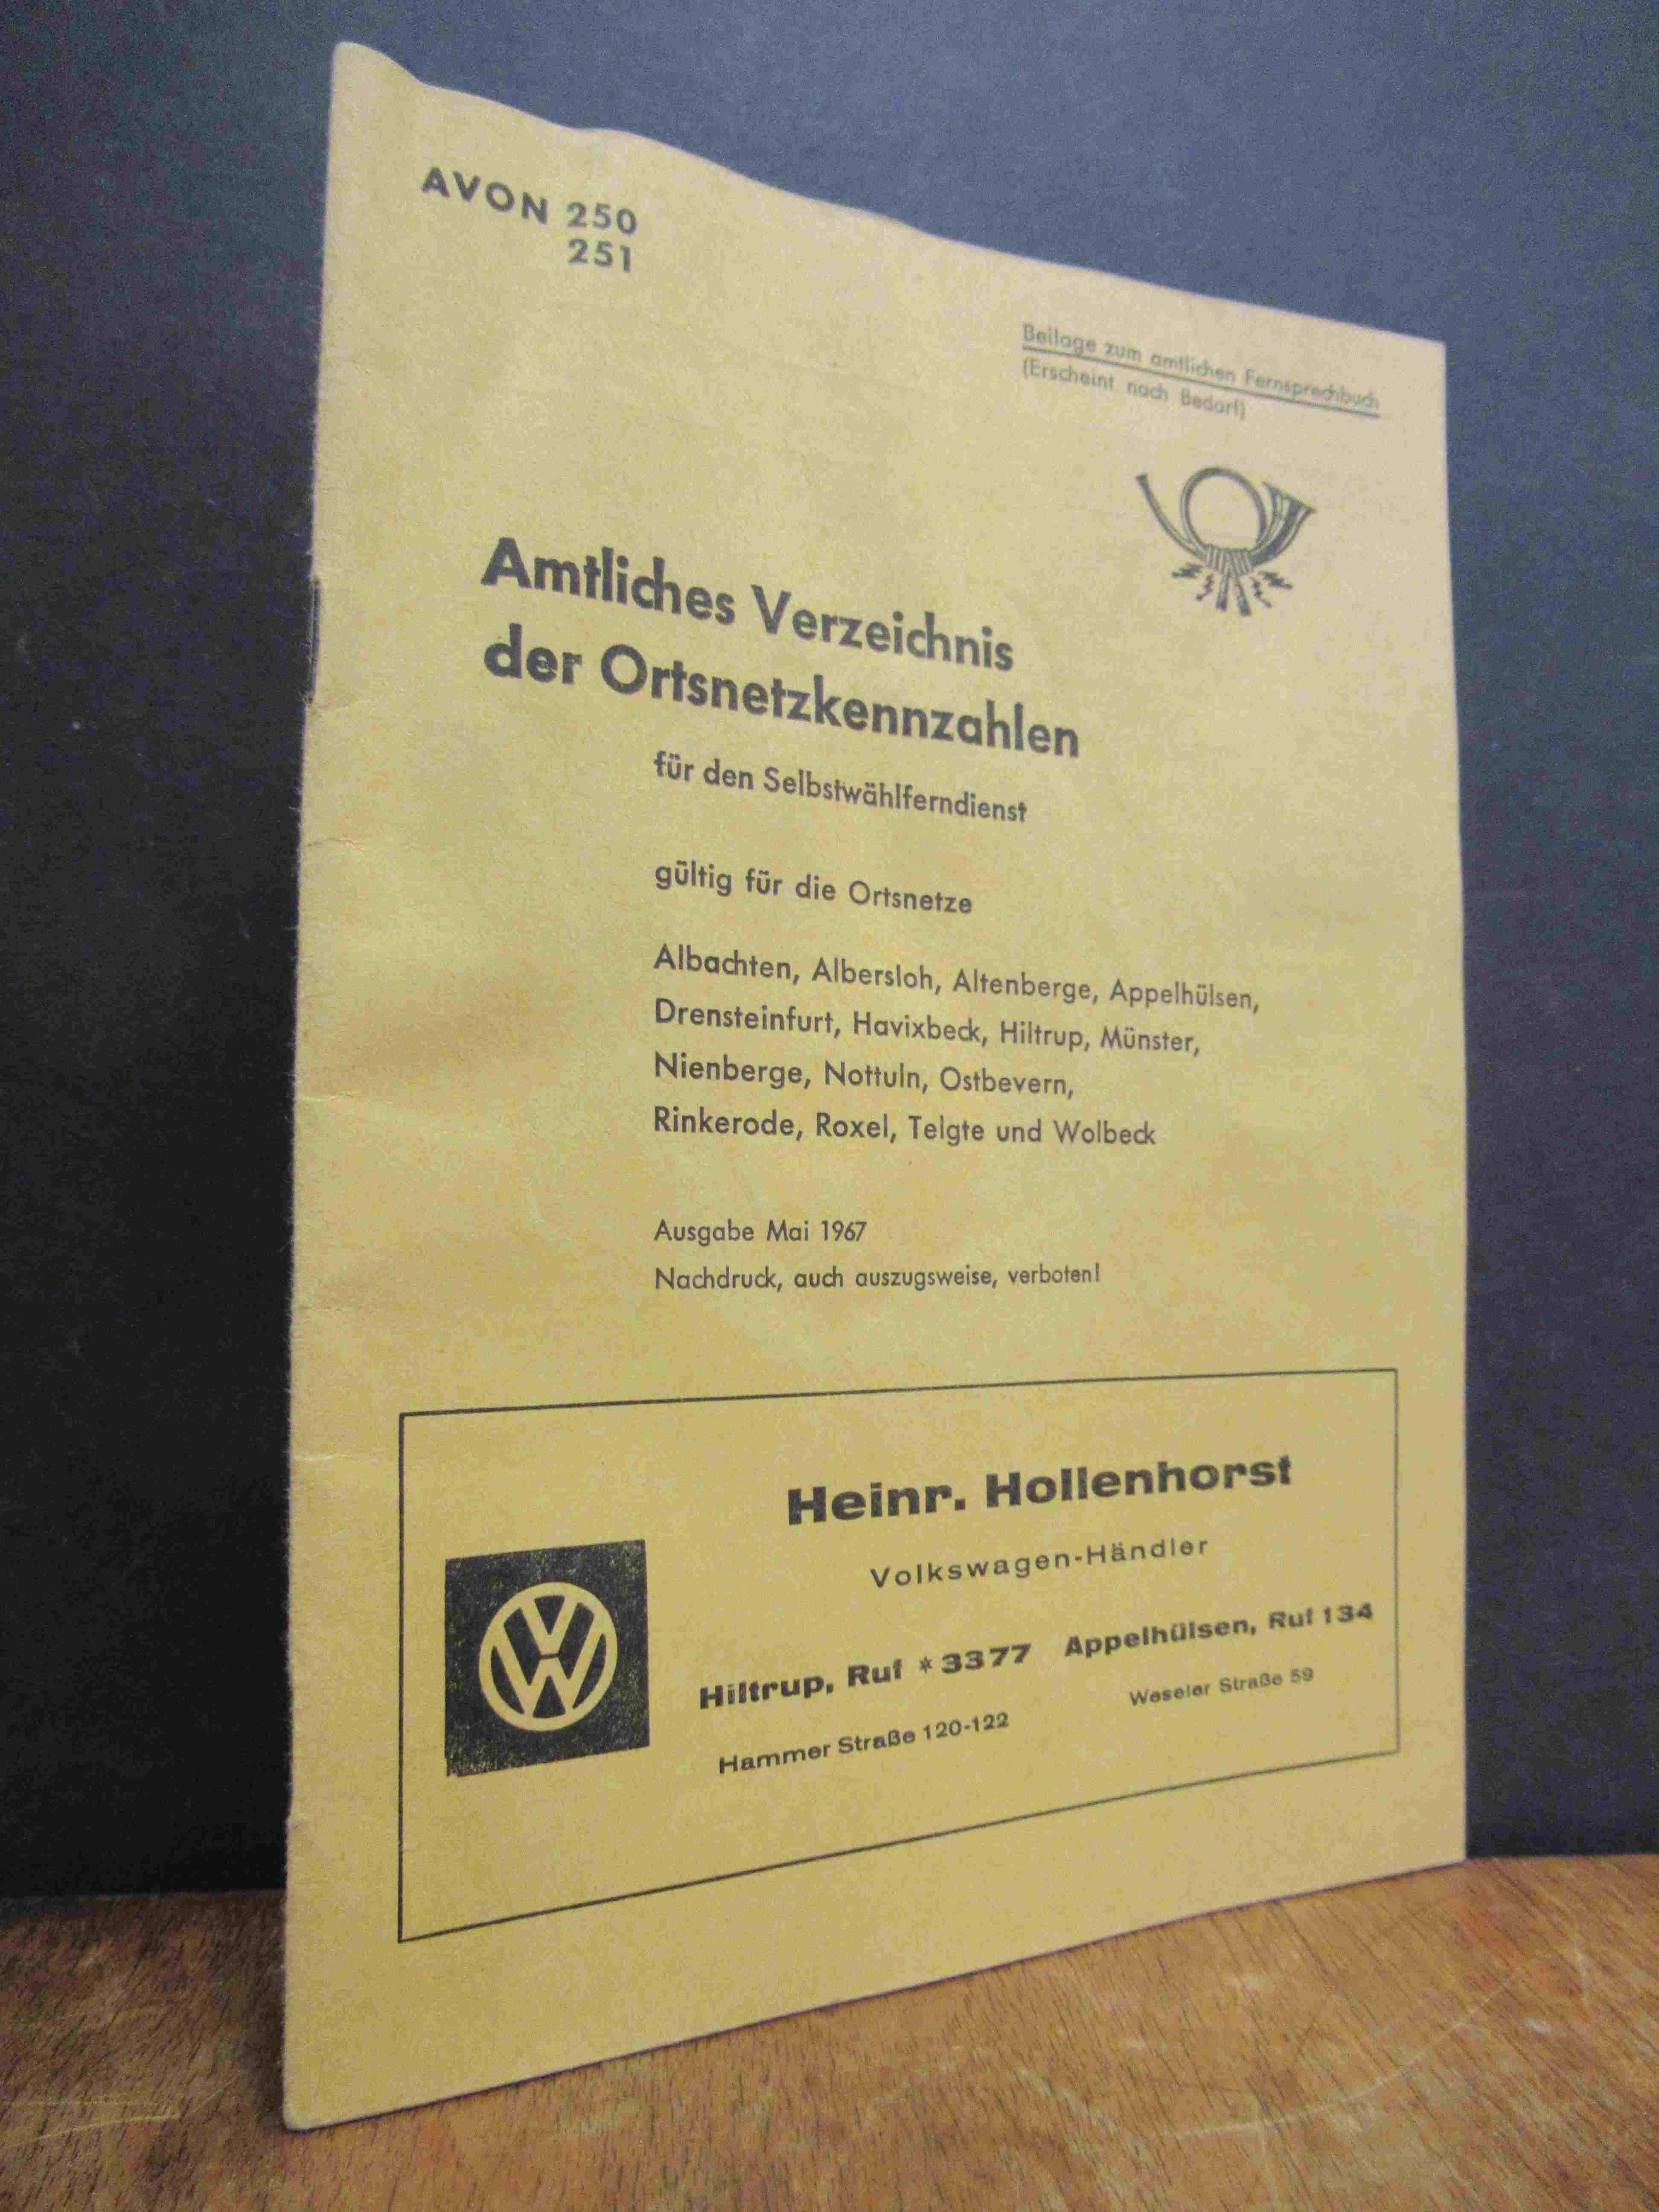 AVON 250
251
Beilage zum amtlichen Fernsprechbuch
(Erscheint nach Bedarf)
Amtliches Verzeichnis
der Ortsnetzkennzahlen
für den Selbstwählferndienst
gültig für die Ortsnetze
Albachten, Albersloh, Altenberge, Appelhülsen,
Drensteinfurt, Havixbeck, Hiltrup, Münster,
Nienberge, Nottuln, Ostbevern,
Rinkerode, Roxel, Telgte und Wolbeck
Ausgabe Mai 1967
Nachdruck, auch auszugsweise, verboten!
Heinr. Hollenhorst
Volkswagen-Händler
Hiltrup, Ruf *3377 Appelhülsen, Ruf 134
Hammer Straße 120-122 Weseler Straße 59
VW